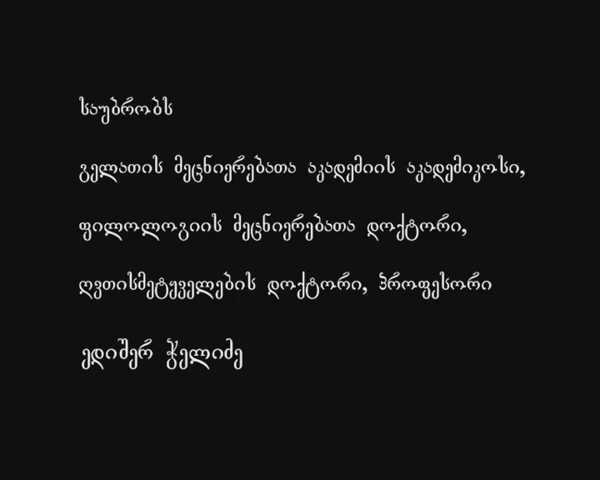 საუბრობს
გელათის მეცნიერებათა აკადემიის აკადემიკოსი,
ფილოლოგიის მეცნიერებათა დოქტორი,
ღვთისმეტყველების დოქტორი, პროფესორი
ედიშერ ჭელიძე